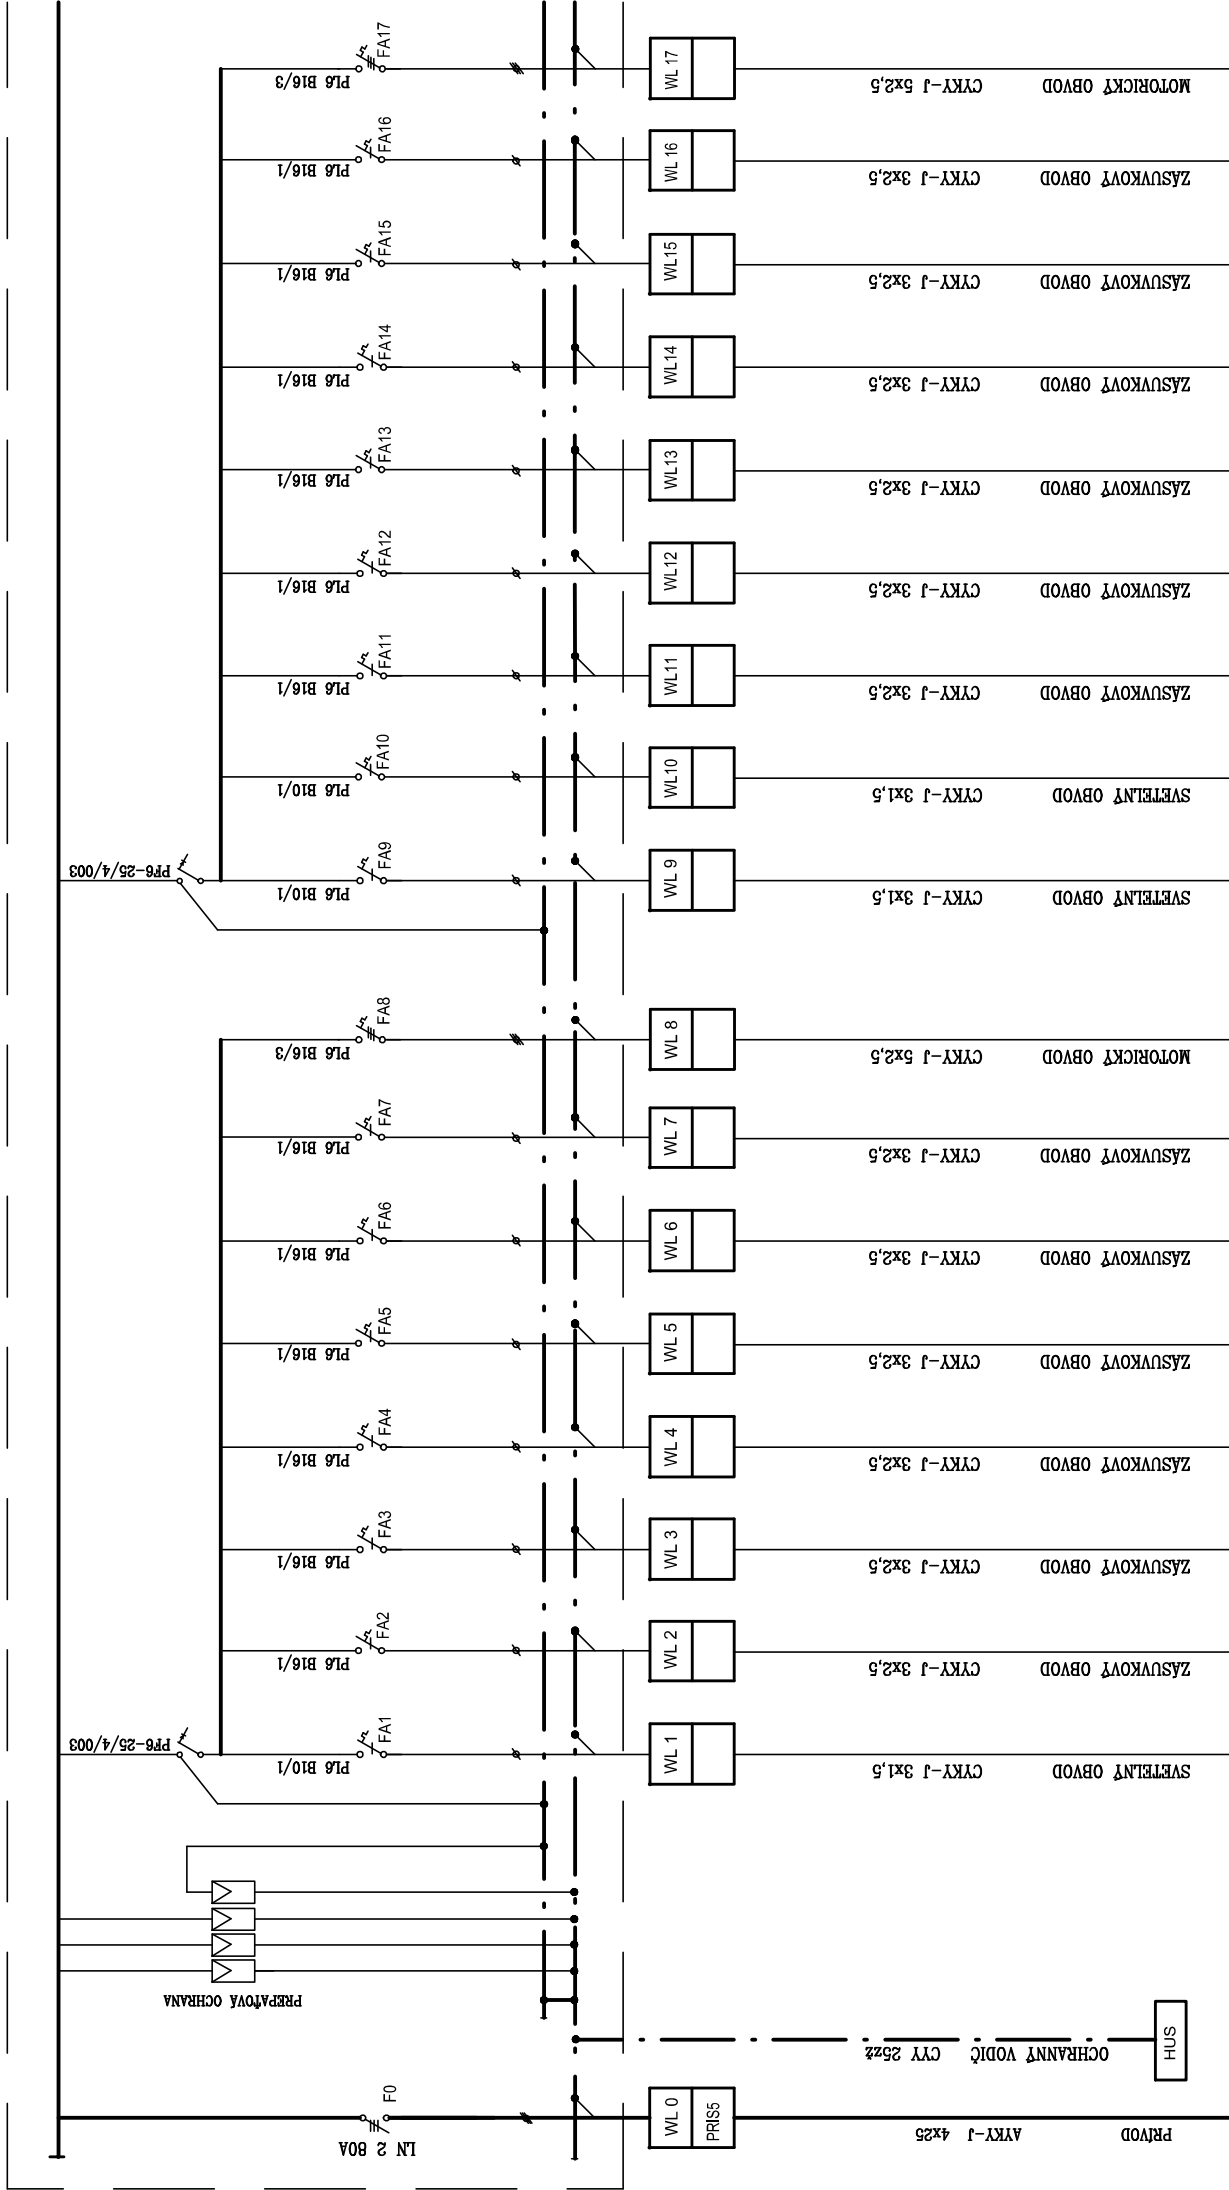 PL6 B16/3
FA17
WL 17
CYKY-J 5x2,5
MOTORICKÝ OBVOD
PL6 B16/1
FA16
WL 16
CYKY-J 3x2,5
ZÁSUVKOVÝ OBVOD
PL6 B16/1
FA15
WL15
CYKY-J 3x2,5
ZÁSUVKOVÝ OBVOD
PL6 B16/1
FA14
WL14
CYKY-J 3x2,5
ZÁSUVKOVÝ OBVOD
PL6 B16/1
FA13
WL13
CYKY-J 3x2,5
ZÁSUVKOVÝ OBVOD
PL6 B16/1
FA12
WL12
CYKY-J 3x2,5
ZÁSUVKOVÝ OBVOD
PL6 B16/1
FA11
WL11
CYKY-J 3x2,5
ZÁSUVKOVÝ OBVOD
PL6 B10/1
FA10
WL10
CYKY-J 3x1,5
SVETELNÝ OBVOD
PF6-25/4/003
PL6 B10/1
FA9
WL 9
CYKY-J 3x1,5
SVETELNÝ OBVOD
PL6 B16/3
FA8
WL 8
CYKY-J 5x2,5
MOTORICKÝ OBVOD
PL6 B16/1
FA7
WL 7
CYKY-J 3x2,5
ZÁSUVKOVÝ OBVOD
PL6 B16/1
FA6
WL 6
CYKY-J 3x2,5
ZÁSUVKOVÝ OBVOD
PL6 B16/1
FA5
WL 5
CYKY-J 3x2,5
ZÁSUVKOVÝ OBVOD
PL6 B16/1
FA4
WL 4
CYKY-J 3x2,5
ZÁSUVKOVÝ OBVOD
PL6 B16/1
FA3
WL 3
CYKY-J 3x2,5
ZÁSUVKOVÝ OBVOD
PL6 B16/1
FA2
WL 2
CYKY-J 3x2,5
ZÁSUVKOVÝ OBVOD
PF6-25/4/003
PL6 B10/1
FA1
WL 1
CYKY-J 3x1,5
SVETELNÝ OBVOD
PREPAŤOVÁ OCHRANA
OCHRANNÝ VODIČ CYY 25zž
HUS
LN 2 80A
F0
WL 0
PRIS5
AYKY-J 4x25
PRÍVOD